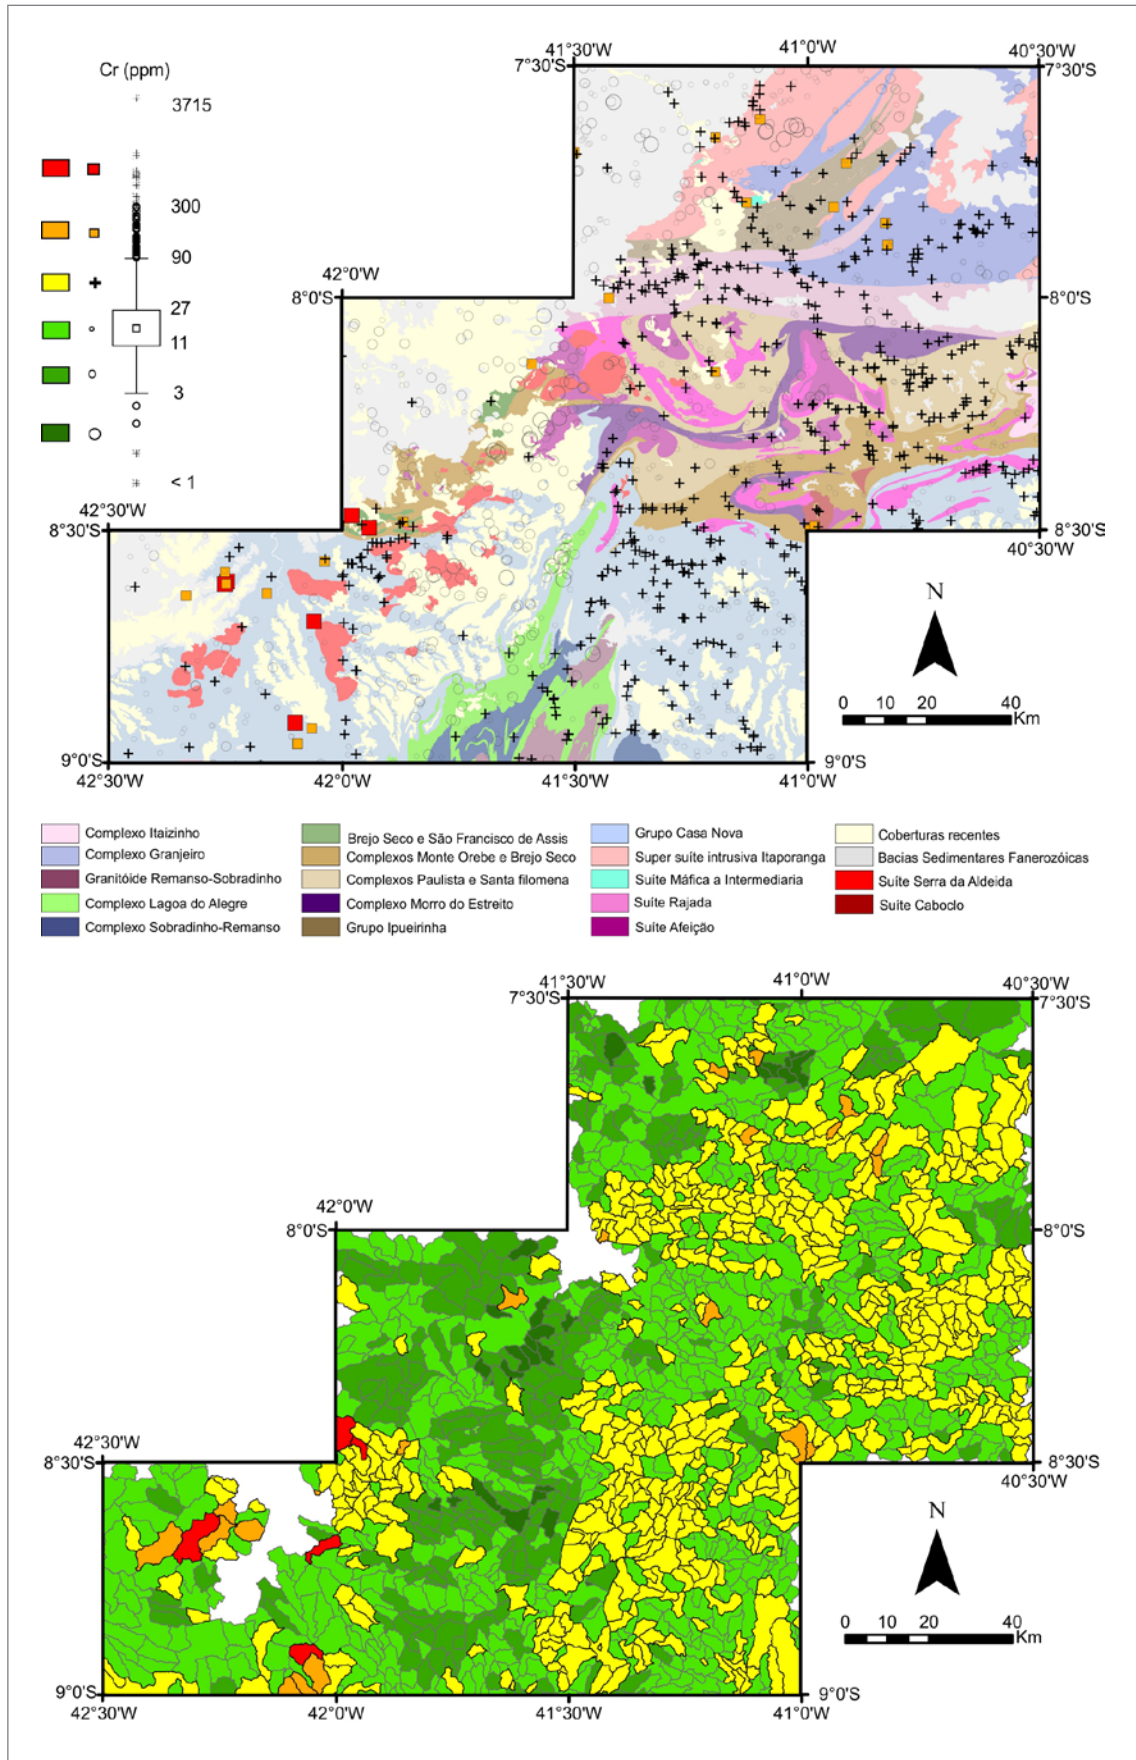 Cr (ppm)
3715
300
90
27
11
3
< 1
41°30'W
41°0'W
40°30'W
7°30'S
7°30'S
42°0'W
8°0'S
8°0'S
42°30'W
8°30'S
8°30'S
40°30'W
N
0 10 20 40
Km
9°0'S
9°0'S
42°30'W
42°0'W
41°30'W
41°0'W
Complexo Itaizinho
Complexo Granjeiro
Granitóide Remanso-Sobradinho
Complexo Lagoa do Alegre
Complexo Sobradinho-Remanso
Brejo Seco e São Francisco de Assis
Complexos Monte Orebe e Brejo Seco
Complexos Paulista e Santa filomena
Complexo Morro do Estreito
Grupo Ipueirinha
Grupo Casa Nova
Super suíte intrusiva Itaporanga
Suíte Máfica a Intermediaria
Suíte Rajada
Suíte Afeição
Coberturas recentes
Bacias Sedimentares Fanerozóicas
Suíte Serra da Aldeida
Suíte Caboclo
41°30'W
41°0'W
40°30'W
7°30'S
7°30'S
42°0'W
8°0'S
8°0'S
42°30'W
8°30'S
8°30'S
40°30'W
N
0 10 20 40
Km
9°0'S
9°0'S
42°30'W
42°0'W
41°30'W
41°0'W